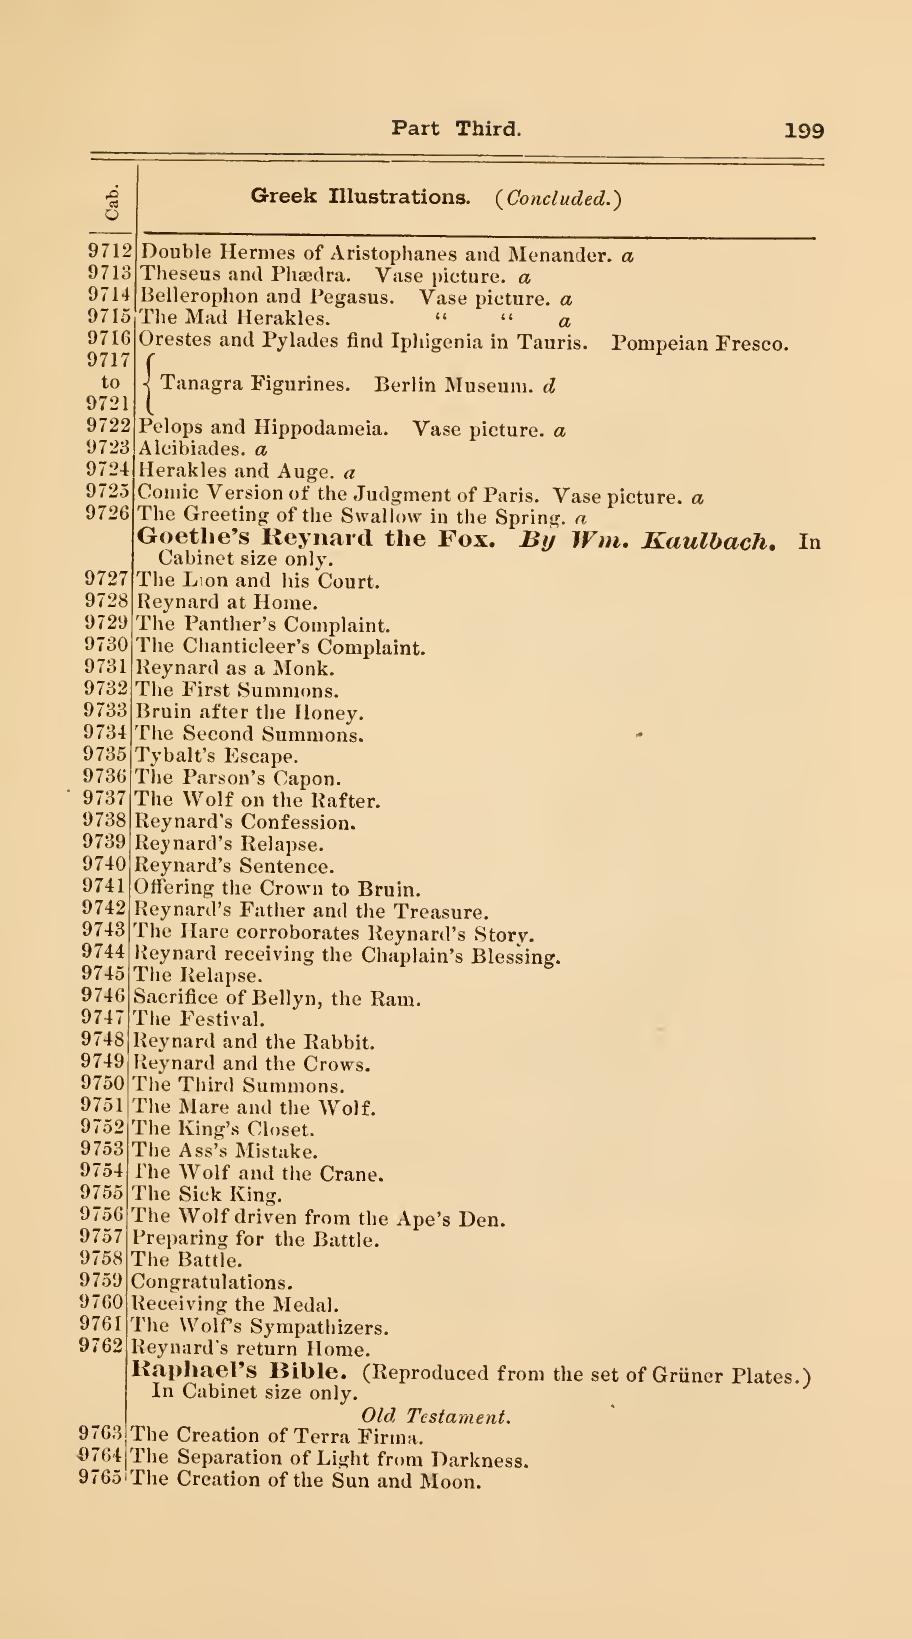 Part Third. 199
Cab. Greek Illustrations. (Concluded.)
9712 Double Hermes of Aristophanes and Menander. a
9713 Theseus and Phædra. Vase picture. a
9714 Bellerophon and Pegasus. Vase picture. a
9715 The Mad Herakles. “ “ a
9716 Orestes and Pylades find Iphigenia in Tauris. Pompeian Fresco.
9717
to { Tanagra Figurines. Berlin Museum. d
9721
9722 Pelops and Hippodameia. Vase picture. a
9723 Alcibiades. a
9724 Herakles and Auge. a
9725 Comic Version of the Judgment of Paris. Vase picture. a
9726 The Greeting of the Swallow in the Spring. a
Goethe's Reynard the Fox. By Wm. Kaulbach. In
Cabinet size only.
9727 The Lion and his Court.
9728 Reynard at Home.
9729 The Panther's Complaint.
9730 The Chanticleer's Complaint.
9731 Reynard as a Monk.
9732 The First Summons.
9733 Bruin after the Honey.
9734 The Second Summons.
9735 Tybalt's Escape.
9736 The Parson's Capon.
9737 The Wolf on the Rafter.
9738 Reynard's Confession.
9739 Reynard's Relapse.
9740 Reynard's Sentence.
9741 Offering the Crown to Bruin.
9742 Reynard's Father and the Treasure.
9743 The Hare corroborates Reynard's Story.
9744 Reynard receiving the Chaplain's Blessing.
9745 The Relapse.
9746 Sacrifice of Bellyn, the Ram.
9747 The Festival.
9748 Reynard and the Rabbit.
9749 Reynard and the Crows.
9750 The Third Summons.
9751 The Mare and the Wolf.
9752 The King's Closet.
9753 The Ass's Mistake.
9754 The Wolf and the Crane.
9755 The Sick King.
9756 The Wolf driven from the Ape's Den.
9757 Preparing for the Battle.
9758 The Battle.
9759 Congratulations.
9760 Receiving the Medal.
9761 The Wolf's Sympathizers.
9762 Reynard's return Home.
Raphael's Bible. (Reproduced from the set of Grüner Plates.)
In Cabinet size only.
Old Testament.
9763 The Creation of Terra Firma.
9764 The Separation of Light from Darkness.
9765 The Creation of the Sun and Moon.